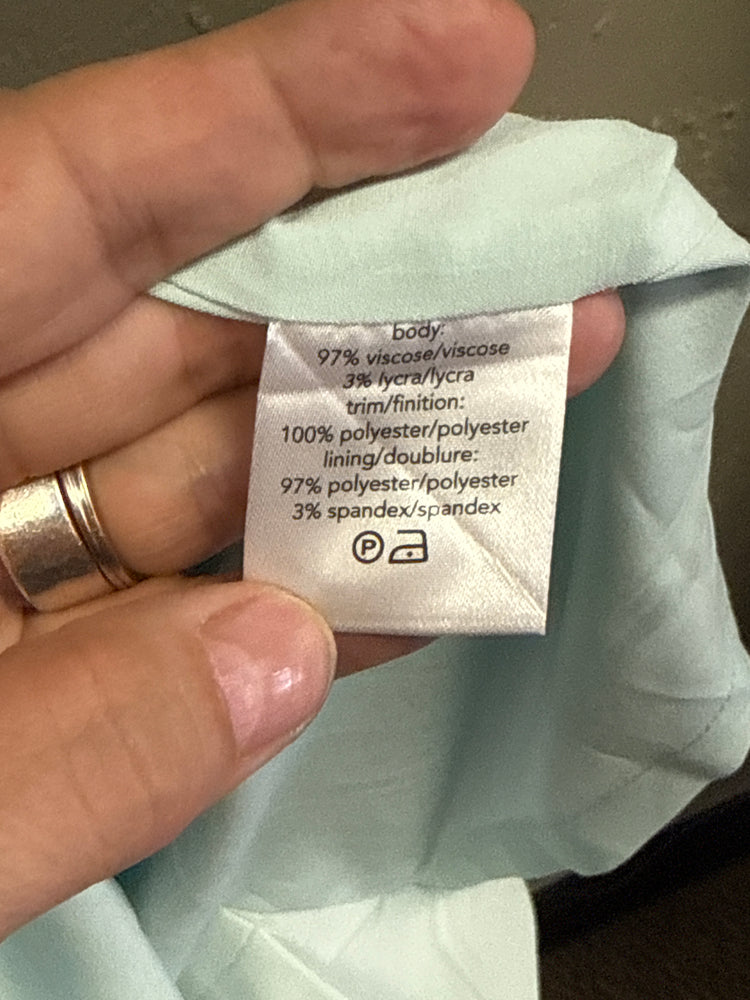 body:
97% viscose/viscose
3% lycra/lycra
trim/finition:
100% polyester/polyester
lining/doublure:
97% polyester/polyester
3% spandex/spandex
P